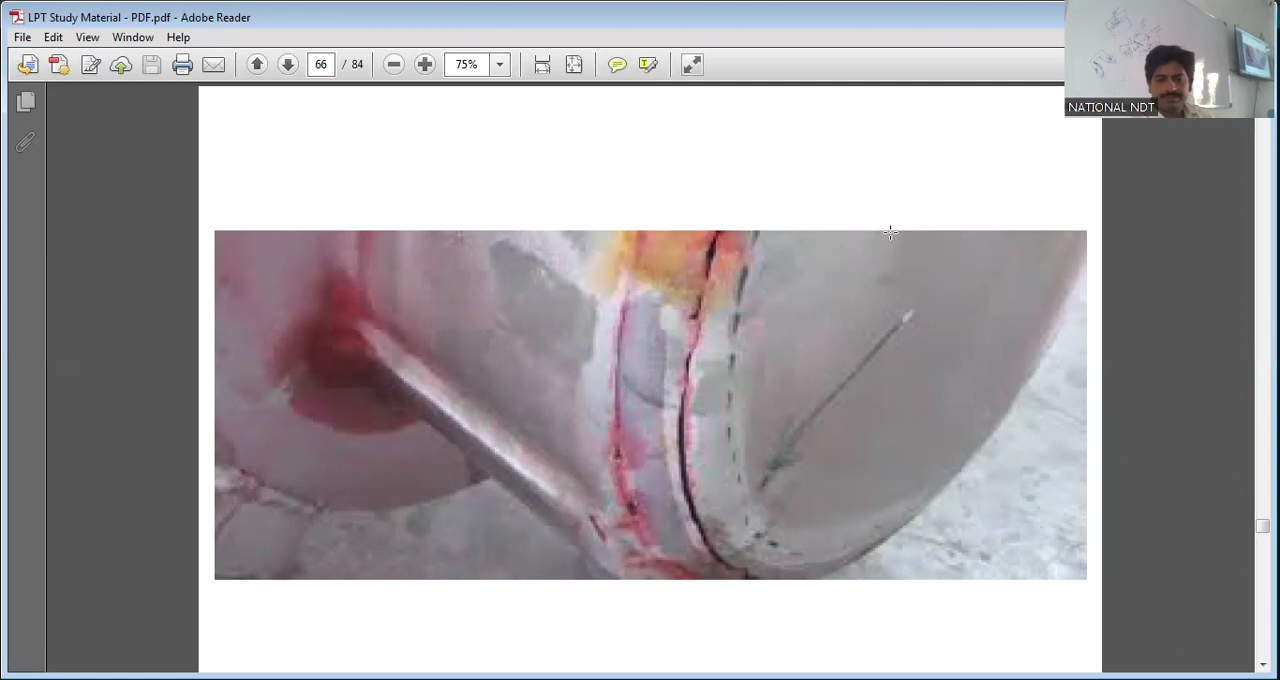 LPT Study Material - PDF.pdf - Adobe Reader
File Edit View Window Help
66 / 84 75%
NATIONAL NDT